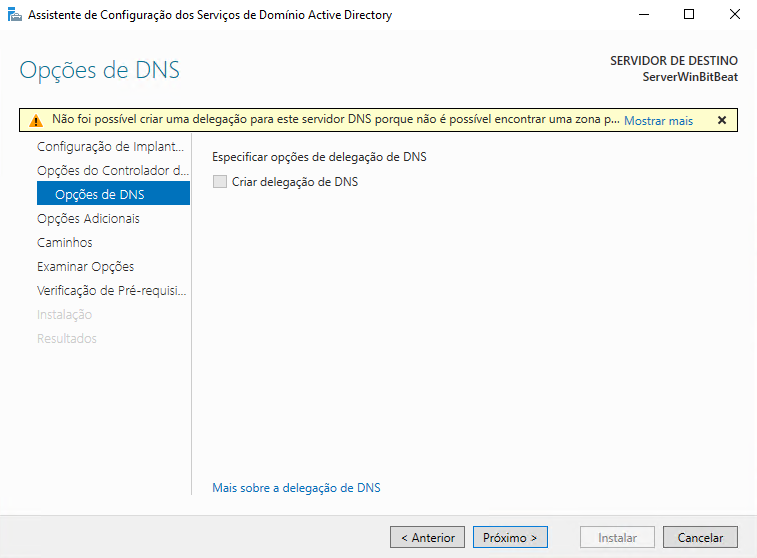 Assistente de Configuração dos Serviços de Domínio Active Directory
Opções de DNS
SERVIDOR DE DESTINO
ServerWinBitBeat
Não foi possível criar uma delegação para este servidor DNS porque não é possível encontrar uma zona p... Mostrar mais
Configuração de Implant...
Opções do Controlador d...
Opções de DNS
Opções Adicionais
Caminhos
Examinar Opções
Verificação de Pré-requisi...
Instalação
Resultados
Especificar opções de delegação de DNS
Criar delegação de DNS
Mais sobre a delegação de DNS
< Anterior
Próximo >
Instalar
Cancelar